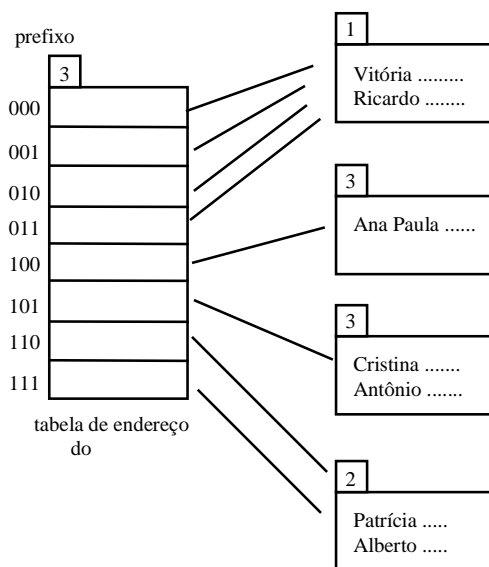 prefixo
3
000
001
010
011
100
101
110
111
tabela de endereço
do
1
Vitória .........
Ricardo ........
3
Ana Paula ......
3
Cristina .......
Antônio .......
2
Patrícia .....
Alberto .....